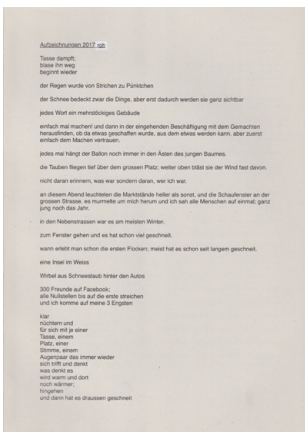 Aufzeichnungen 2017 roh
Tasse dampft;
blase ihn weg
beginnt wieder
der Regen wurde von Strichen zu Pünktchen
der Schnee bedeckt zwar die Dinge, aber erst dadurch werden sie ganz sichtbar
jedes Wort ein mehrstöckiges Gebäude
einfach mal machen! und dann in der eingehenden Beschäftigung mit dem Gemachten
herausfinden, ob da etwas geschaffen wurde, aus dem etwas werden kann. aber zuerst
einfach dem Machen vertrauen.
jedes mal hängt der Ballon noch immer in den Ästen des jungen Baumes.
die Tauben fliegen tief über dem grossen Platz; weiter oben bläst sie der Wind fast davon.
nicht daran erinnern, was war sondern daran, wer ich war.
an diesem Abend leuchteten die Marktstände heller als sonst, und die Schaufenster an der
grossen Strasse. es murmelte um mich herum und ich sah alle Menschen auf einmal; ganz
jung noch das Jahr.
in den Nebenstrassen war es am meisten Winter.
zum Fenster gehen und es hat schon viel geschneit.
wann erlebt man schon die ersten Flocken; meist hat es schon seit langem geschneit.
eine Insel im Weiss
Wirbel aus Schneestaub hinter den Autos
300 Freunde auf Facebook;
alle Nullstellen bis auf die erste streichen
und ich komme auf meine 3 Engsten
klar
nüchtern und
für sich mit je einer
Tasse, einem
Platz, einer
Stimme, einem
Augenpaar das immer wieder
sich trifft und denkt
was denkt es
wird warm und dort
noch wärmer;
hingehen
und dann hat es draussen geschneit